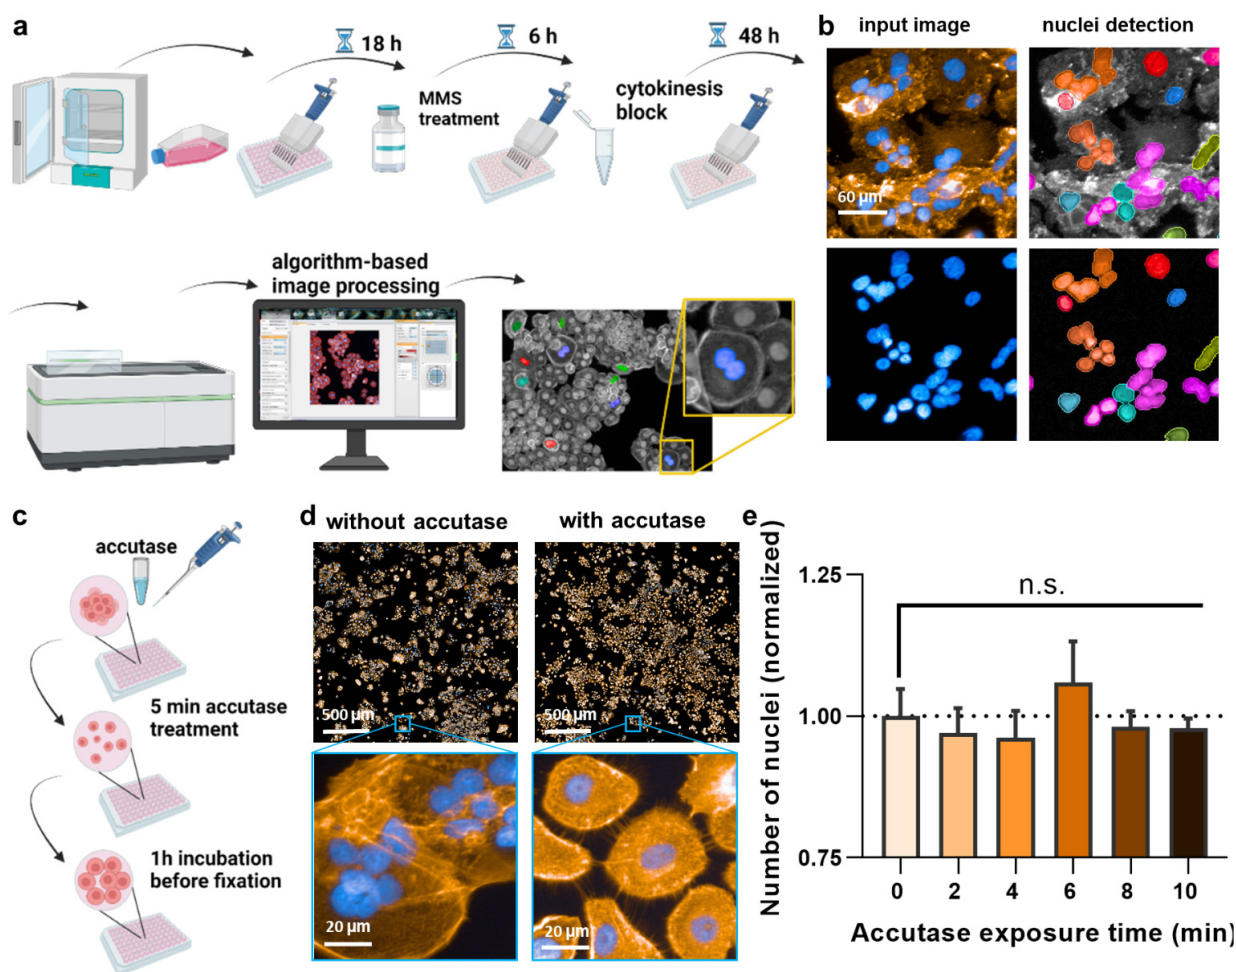 a
18 h
6 h
48 h
MMS
treatment
cytokinesis
block
algorithm-based
image processing
b
input image
nuclei detection
60 µm
c
accutase
5 min accutase
treatment
1h incubation
before fixation
d
without accutase
with accutase
500 µm
500 µm
20 µm
20 µm
e
Number of nuclei (normalized)
1.25
1.00
0.75
n.s.
0 2 4 6 8 10
Accutase exposure time (min)